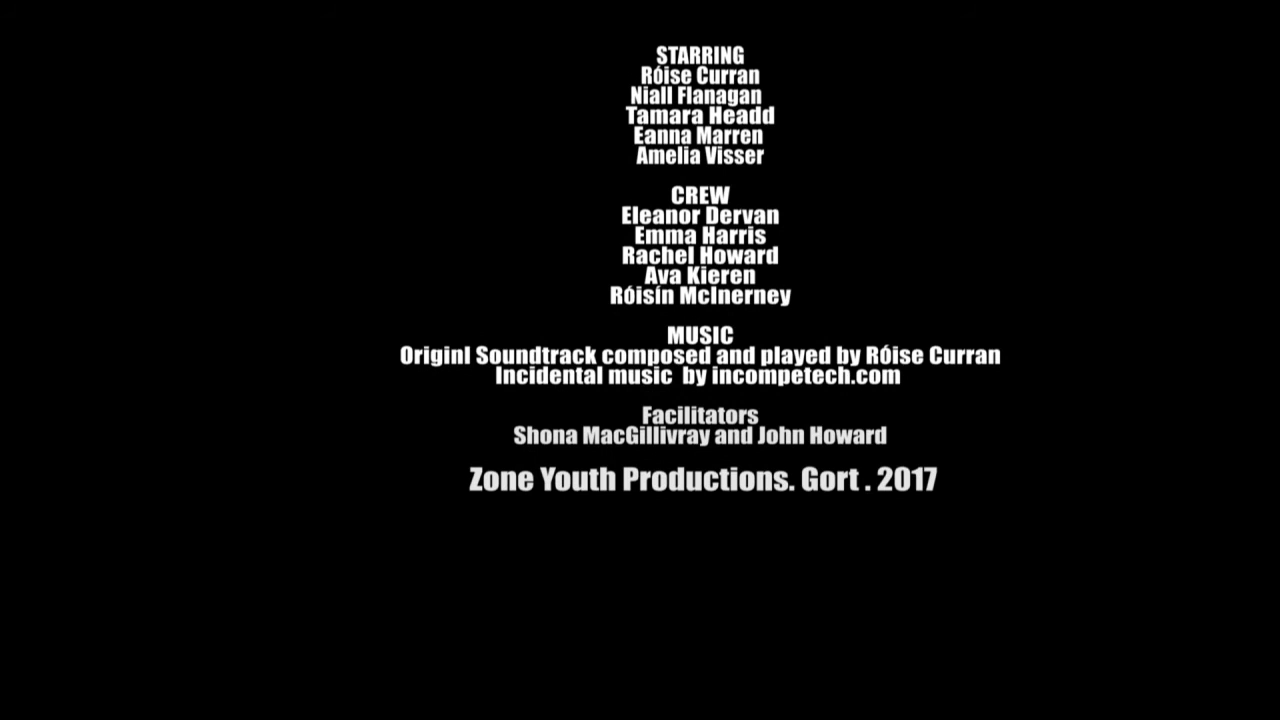 STARRING
Róise Curran
Niall Flanagan
Tamara Headd
Eanna Marren
Amelia Visser
CREW
Eleanor Dervan
Emma Harris
Rachel Howard
Ava Kieren
Róisín McInerney
MUSIC
Originl Soundtrack composed and played by RÓise Curran
Incidental music  by incompetech.com
Facilitators
Shona MacGillivray and John Howard
Zone Youth Productions. Gort . 2017